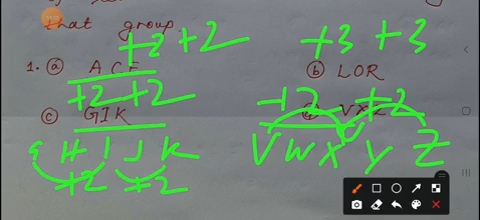 that group.
+2 +2 +3 +3
1. (a) ACE (b) LOR
+2 +2 +2 +2
(c) GIK (d) VXZ
G H I J K V W X Y Z
+2 +2